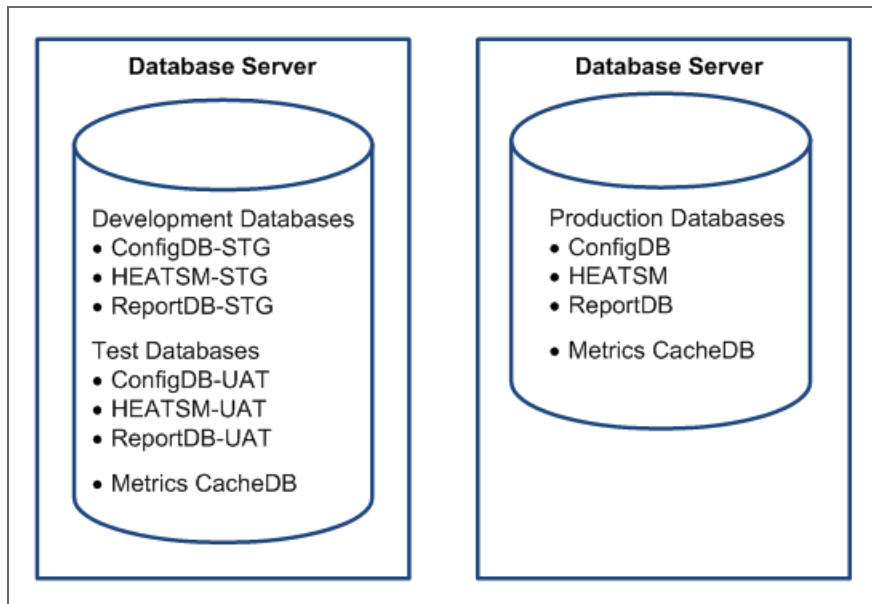 Database Server
Development Databases
• ConfigDB-STG
• HEATSM-STG
• ReportDB-STG
Test Databases
• ConfigDB-UAT
• HEATSM-UAT
• ReportDB-UAT
• Metrics CacheDB
Database Server
Production Databases
• ConfigDB
• HEATSM
• ReportDB
• Metrics CacheDB